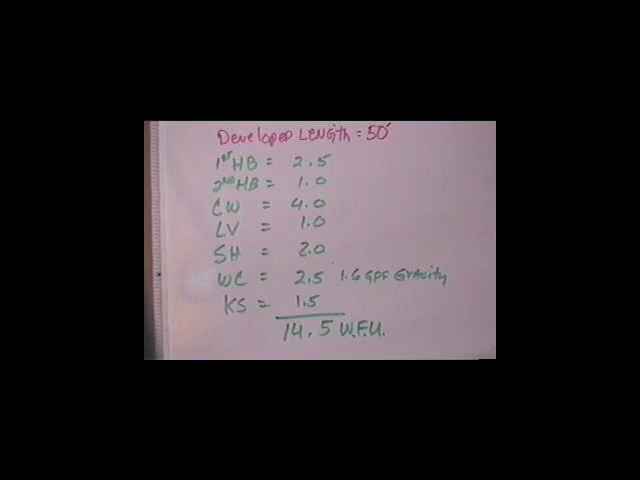 Developed Length = 50'
1st HB = 2.5
2nd HB = 1.0
CW = 4.0
LV = 1.0
SH = 2.0
WC = 2.5 1.6 GPF Gravity
KS = 1.5
14.5 W.F.U.